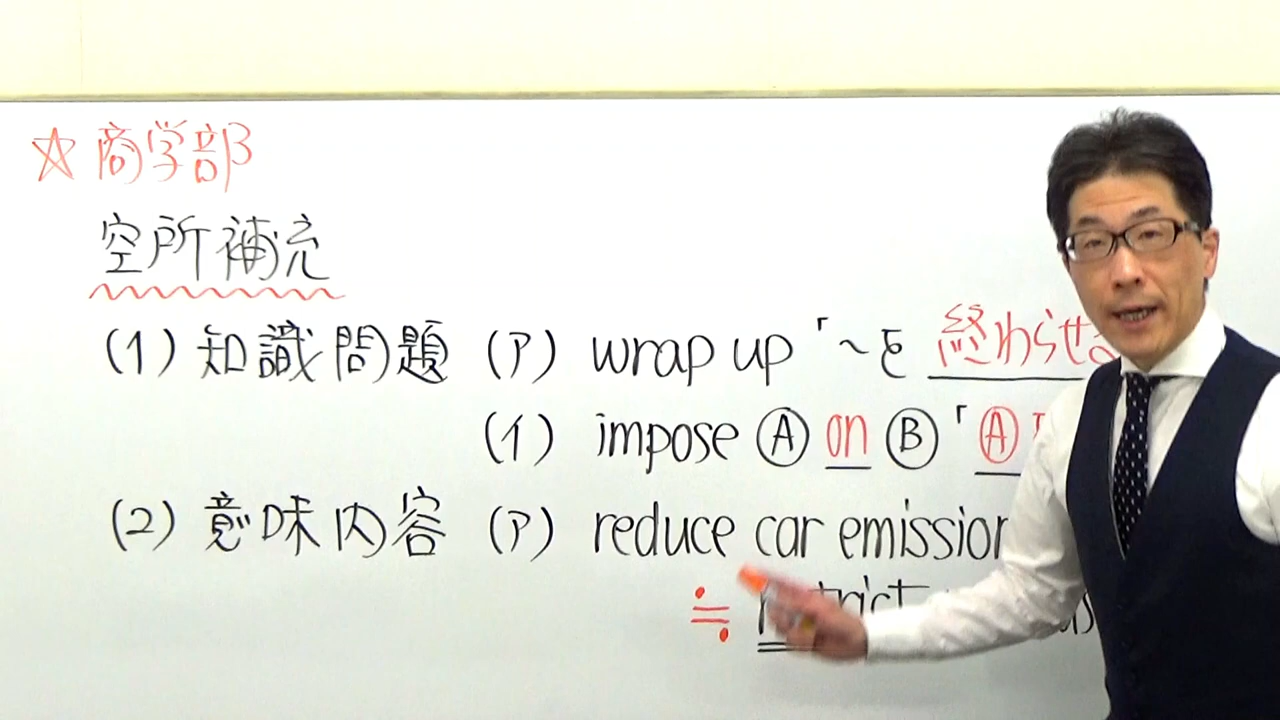 ☆商学部
空所補充
(1) 知識問題 (ア) wrap up 「~を終わらせ
(イ) impose Ⓐ on Ⓑ 「Ⓐ
(2) 意味内容 (ア) reduce car emission
≒